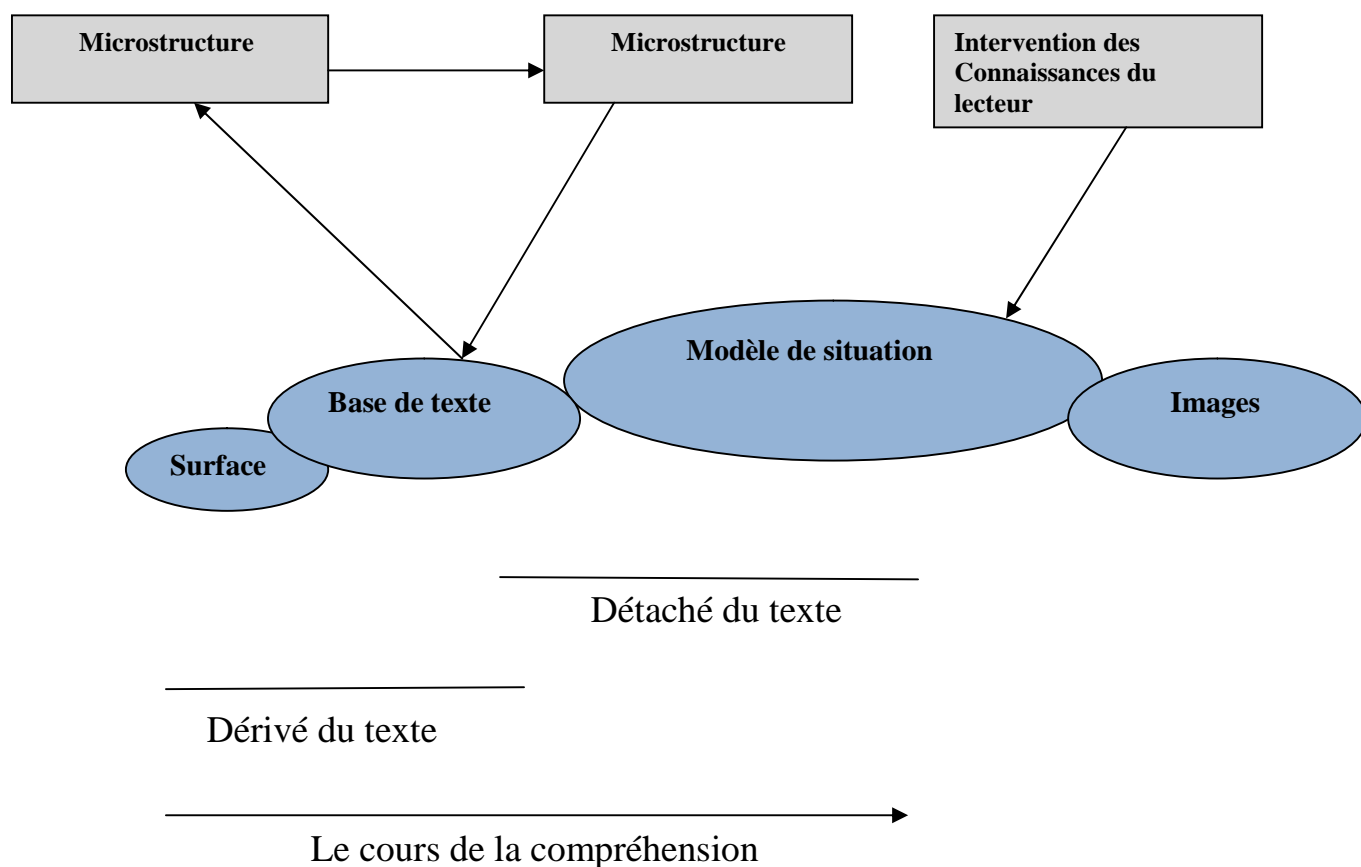 Microstructure
Microstructure
Intervention des
Connaissances du
lecteur
Modèle de situation
Base de texte
Images
Surface
Détaché du texte
Dérivé du texte
Le cours de la compréhension